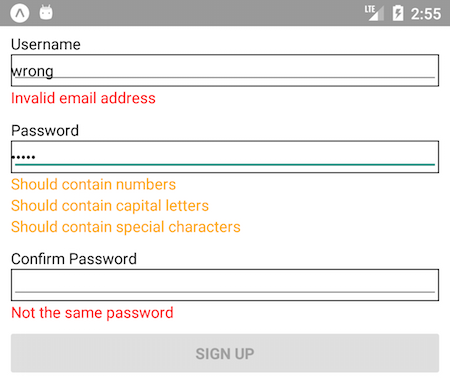 LTE 2:55
Username
wrong
Invalid email address
Password
•••••
Should contain numbers
Should contain capital letters
Should contain special characters
Confirm Password
Not the same password
SIGN UP